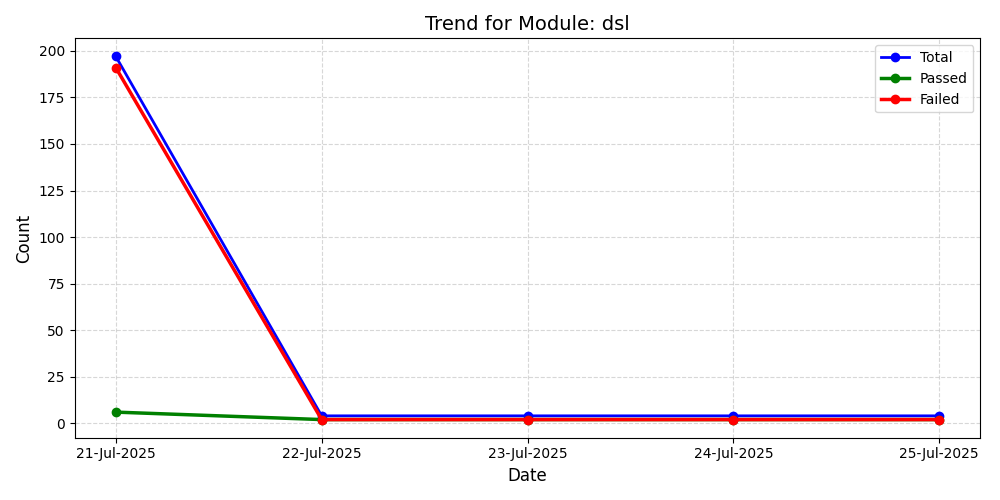 Trend for Module: dsl
Total
Passed
Failed
200
175
150
125
100
75
50
25
0
Count
21-Jul-2025
22-Jul-2025
23-Jul-2025
24-Jul-2025
25-Jul-2025
Date